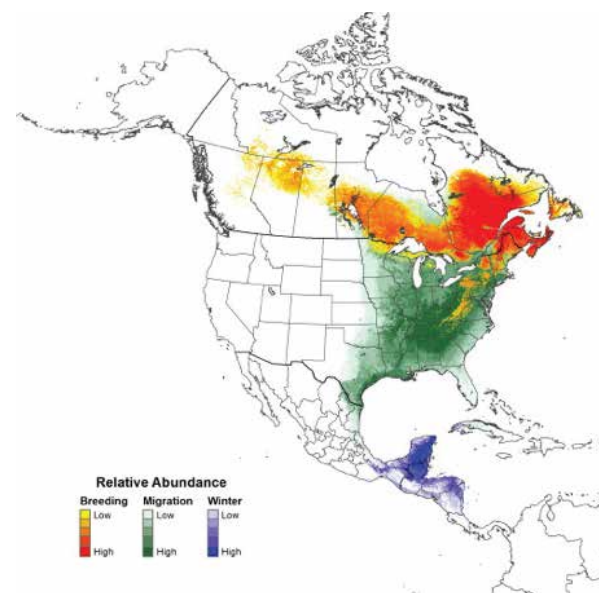 Relative Abundance
Breeding Migration Winter
Low Low Low
High High High